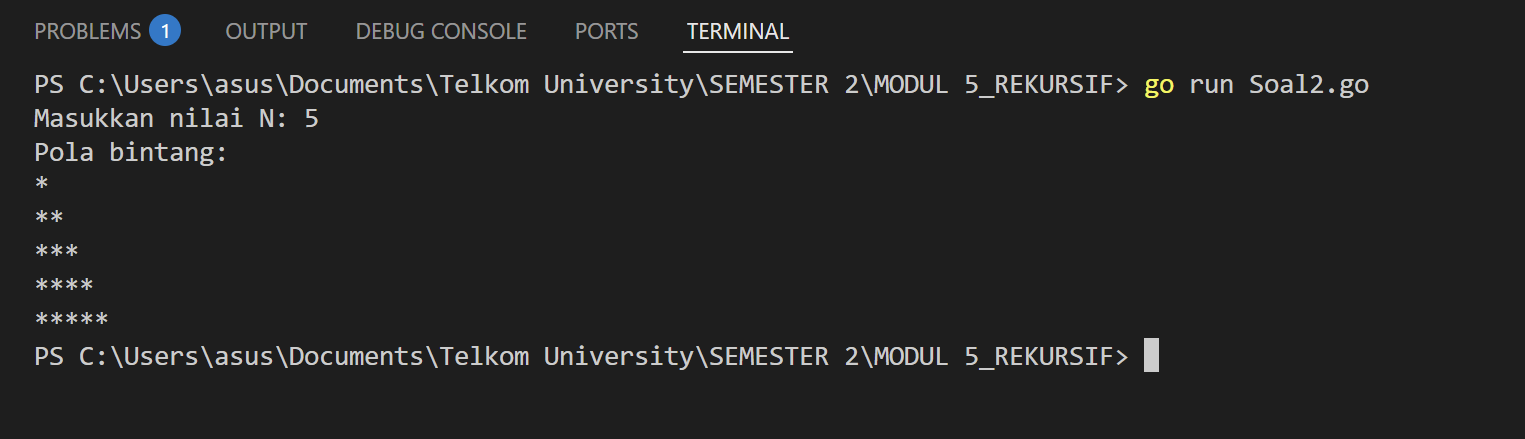 PROBLEMS 1 OUTPUT DEBUG CONSOLE PORTS TERMINAL
PS C:\Users\asus\Documents\Telkom University\SEMESTER 2\MODUL 5_REKURSIF> go run Soal2.go
Masukkan nilai N: 5
Pola bintang:
*
**
***
****
*****
PS C:\Users\asus\Documents\Telkom University\SEMESTER 2\MODUL 5_REKURSIF>